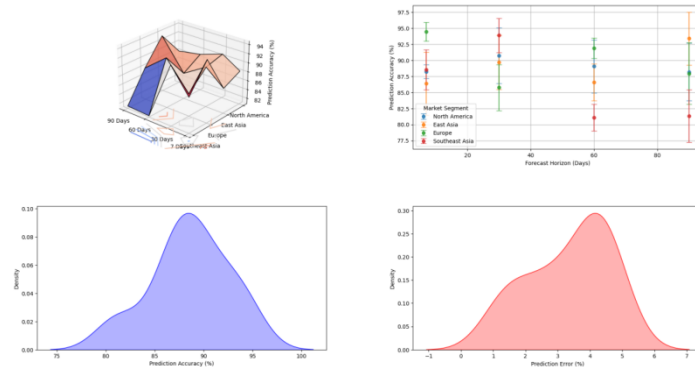 94
92
90
88
86
84
82
Prediction Accuracy (%)
90 Days
60 Days
30 Days
7 Days
North America
East Asia
Europe
Southeast Asia
97.5
95.0
92.5
90.0
87.5
85.0
82.5
80.0
77.5
Prediction Accuracy (%)
Market Segment
North America
East Asia
Europe
Southeast Asia
20 40 60 80
Forecast Horizon (Days)
0.10
0.08
0.06
0.04
0.02
0.00
Density
75 80 85 90 95 100
Prediction Accuracy (%)
0.30
0.25
0.20
0.15
0.10
0.05
0.00
Density
−1 0 1 2 3 4 5 6 7
Prediction Error (%)